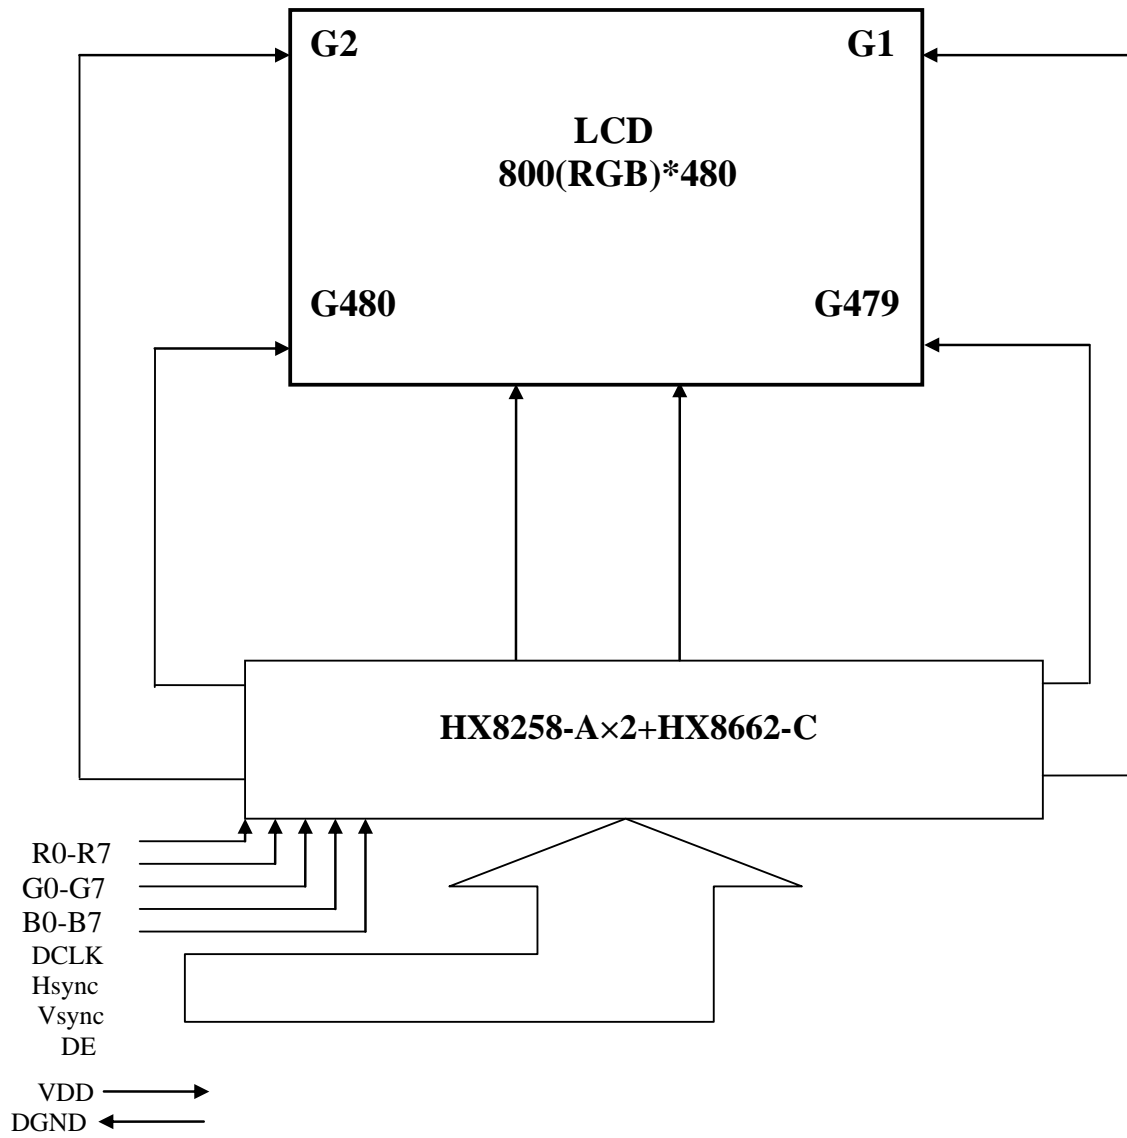 G2
G1
LCD
800(RGB)*480
G480
G479
HX8258-A×2+HX8662-C
R0-R7
G0-G7
B0-B7
DCLK
Hsync
Vsync
DE
VDD
DGND